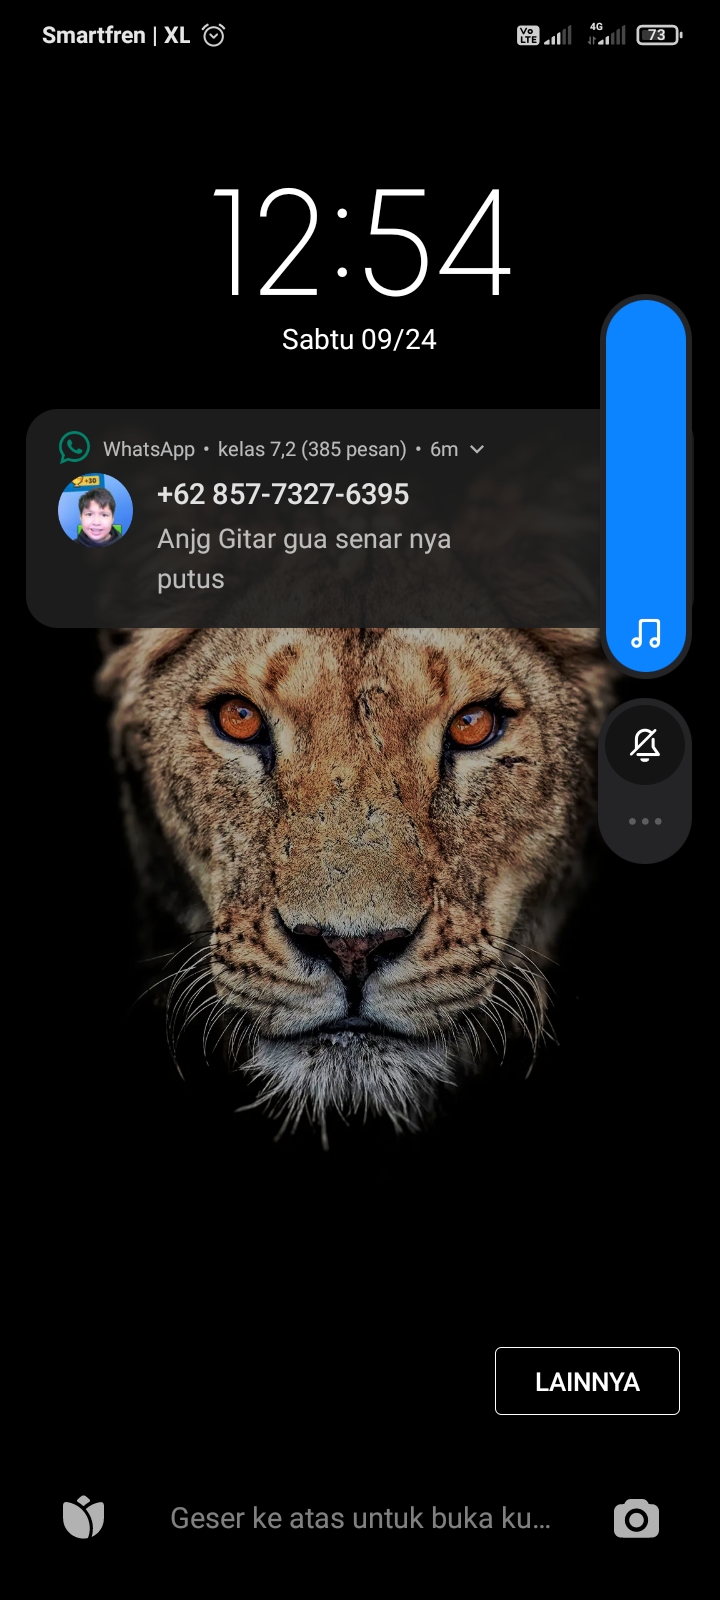 Smartfren | XL
Vo LTE 4G 73
12:54
Sabtu 09/24
WhatsApp • kelas 7,2 (385 pesan) • 6m
+30
+62 857-7327-6395
Anjg Gitar gua senar nya
putus
LAINNYA
Geser ke atas untuk buka ku...